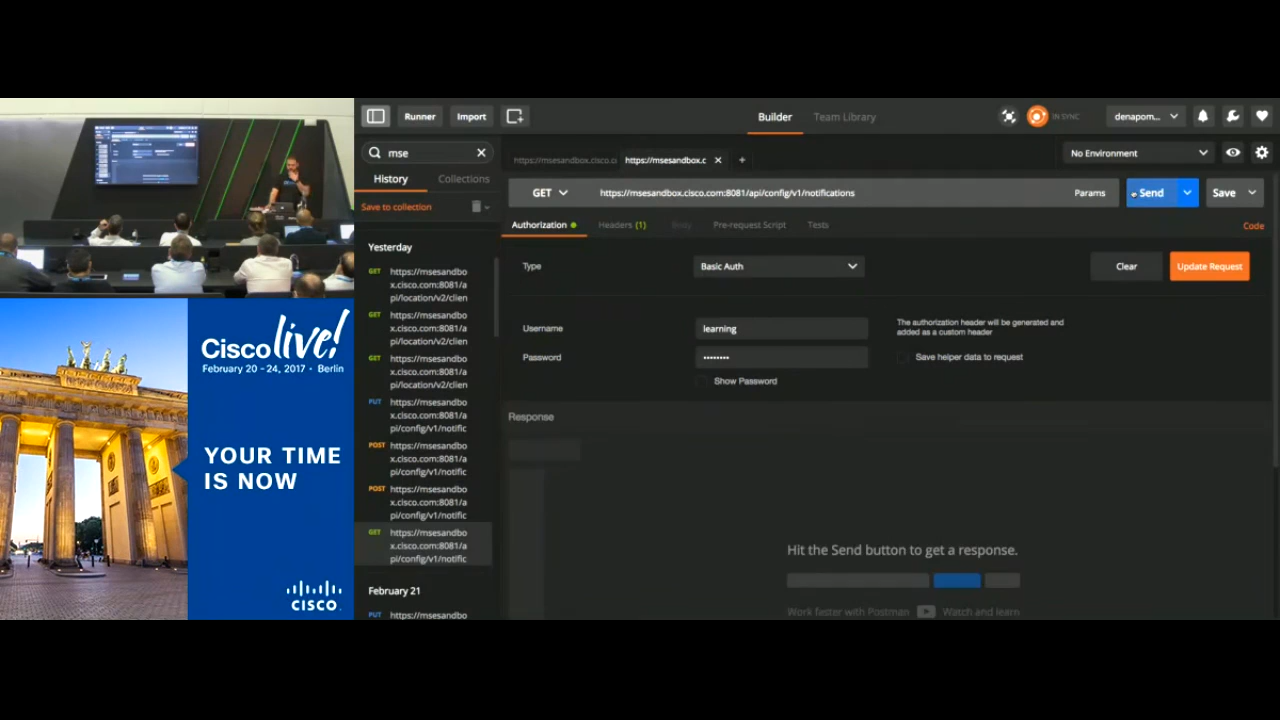 Runner
Import
Builder
Team Library
IN SYNC
denapom...
mse
History
Collections
Save to collection
Yesterday
GET
https://msesandbo
x.cisco.com:8081/a
pi/location/v2/clien
GET
https://msesandbo
x.cisco.com:8081/a
pi/location/v2/clien
GET
https://msesandbo
x.cisco.com:8081/a
pi/location/v2/clien
PUT
https://msesandbo
x.cisco.com:8081/a
pi/config/v1/notific
POST
https://msesandbo
x.cisco.com:8081/a
pi/config/v1/notific
POST
https://msesandbo
x.cisco.com:8081/a
pi/config/v1/notific
GET
https://msesandbo
x.cisco.com:8081/a
pi/config/v1/notific
February 21
PUT
https://msesandbo
https://msesandbox.cisco.c
https://msesandbox.c
No Environment
GET
https://msesandbox.cisco.com:8081/api/config/v1/notifications
Params
Send
Save
Authorization
Headers (1)
Body
Pre-request Script
Tests
Code
Type
Basic Auth
Clear
Update Request
Username
learning
The authorization header will be generated and
added as a custom header
Password
••••••••
Save helper data to request
Show Password
Response
Hit the Send button to get a response.
Work faster with Postman
Watch and learn
Cisco live!
February 20 - 24, 2017 • Berlin
YOUR TIME
IS NOW
CISCO